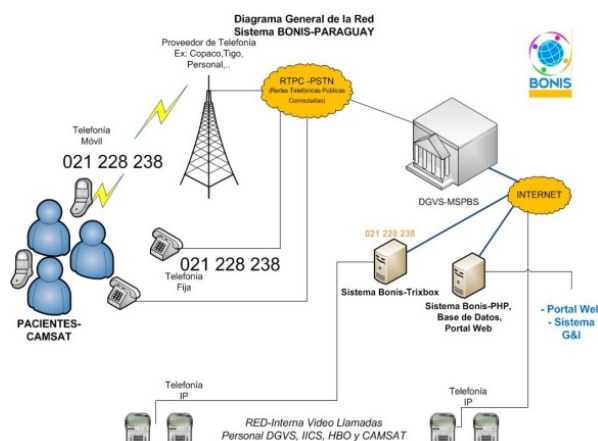 Diagrama General de la Red
Sistema BONIS-PARAGUAY
Proveedor de Telefonía
Ex: Copaco,Tigo,
Personal,..
RTPC -PSTN
(Redes Telefónicas Públicas
Conmutadas)
BONIS
Telefonía
Móvil
021 228 238
DGVS-MSPBS
INTERNET
021 228 238
021 228 238
Telefonía
Fija
Sistema Bonis-Trixbox
Sistema Bonis-PHP,
Base de Datos,
Portal Web
- Portal Web
- Sistema
G&I
PACIENTES-
CAMSAT
Telefonía
IP
Telefonía
IP
RED-Interna Video Llamadas
Personal DGVS, IICS, HBO y CAMSAT